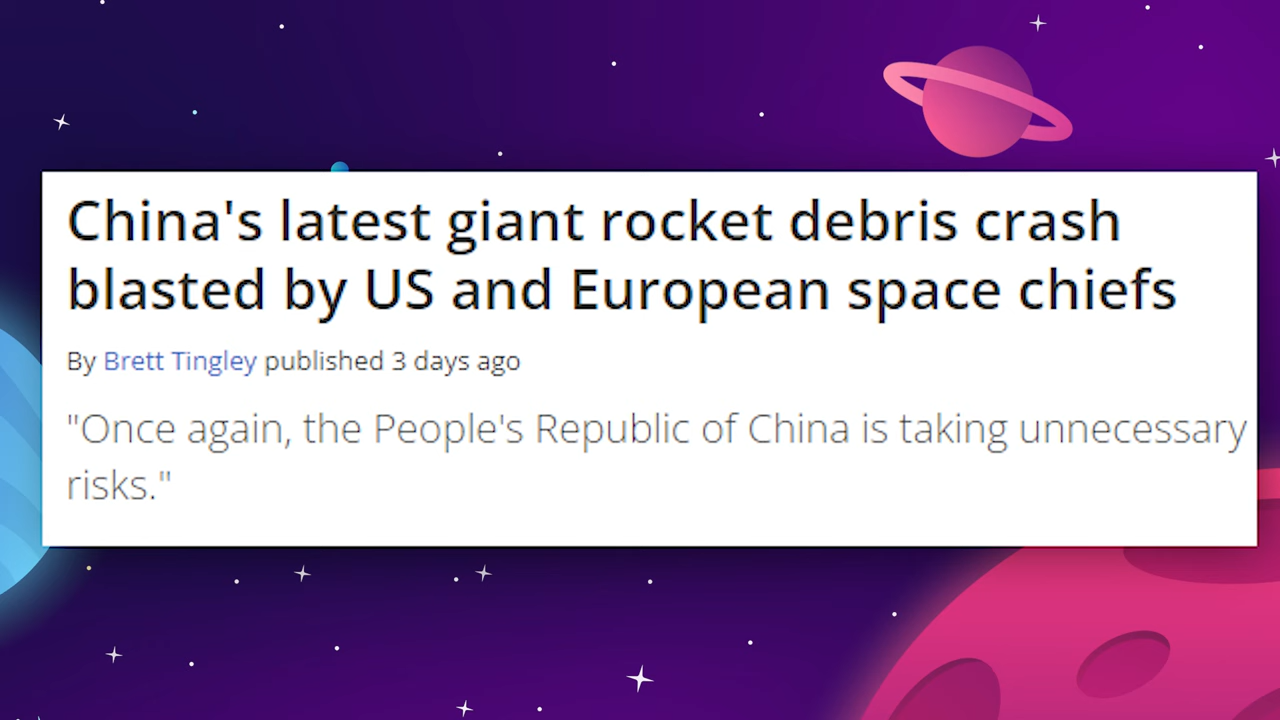 China's latest giant rocket debris crash
blasted by US and European space chiefs
By Brett Tingley published 3 days ago
"Once again, the People's Republic of China is taking unnecessary
risks."